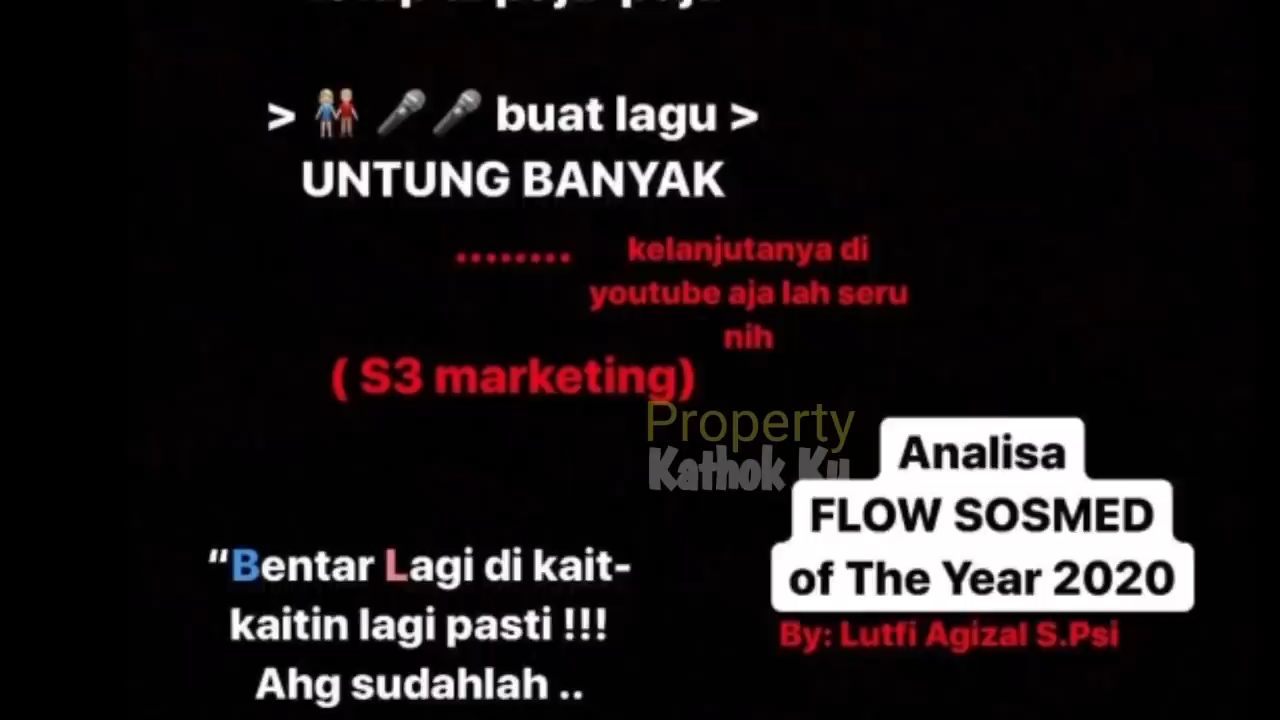 > 👫 🎤 🎤 buat lagu >
UNTUNG BANYAK
........ kelanjutanya di
youtube aja lah seru
nih
( S3 marketing)
Property
Kathok Ku
Analisa
FLOW SOSMED
of The Year 2020
By: Lutfi Agizal S.Psi
“Bentar Lagi di kait-
kaitin lagi pasti !!!
Ahg sudahlah ..